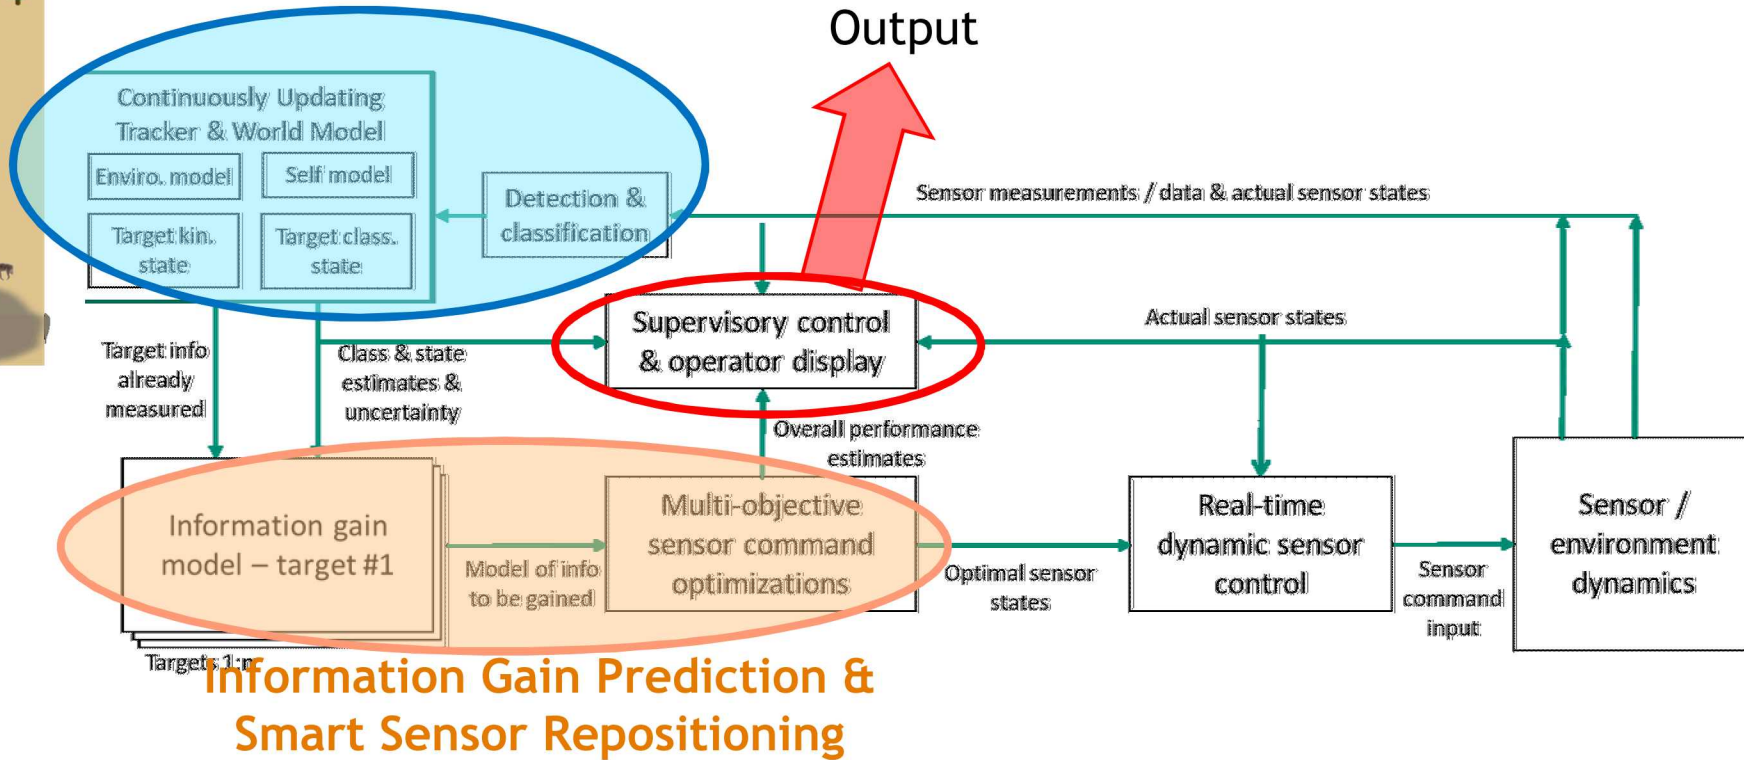 Output
Continuously Updating
Tracker & World Model
Enviro. model
Self model
Target kin.
state
Target class.
state
Detection &
classification
Sensor measurements / data & actual sensor states
Supervisory control
& operator display
Actual sensor states
Target info
already
measured
Class & state
estimates &
uncertainty
Overall performance
estimates
Information gain
model – target #1
Model of info
to be gained
Multi-objective
sensor command
optimizations
Optimal sensor
states
Real-time
dynamic sensor
control
Sensor
command
input
Sensor /
environment
dynamics
Targets 1:n
Information Gain Prediction &
Smart Sensor Repositioning